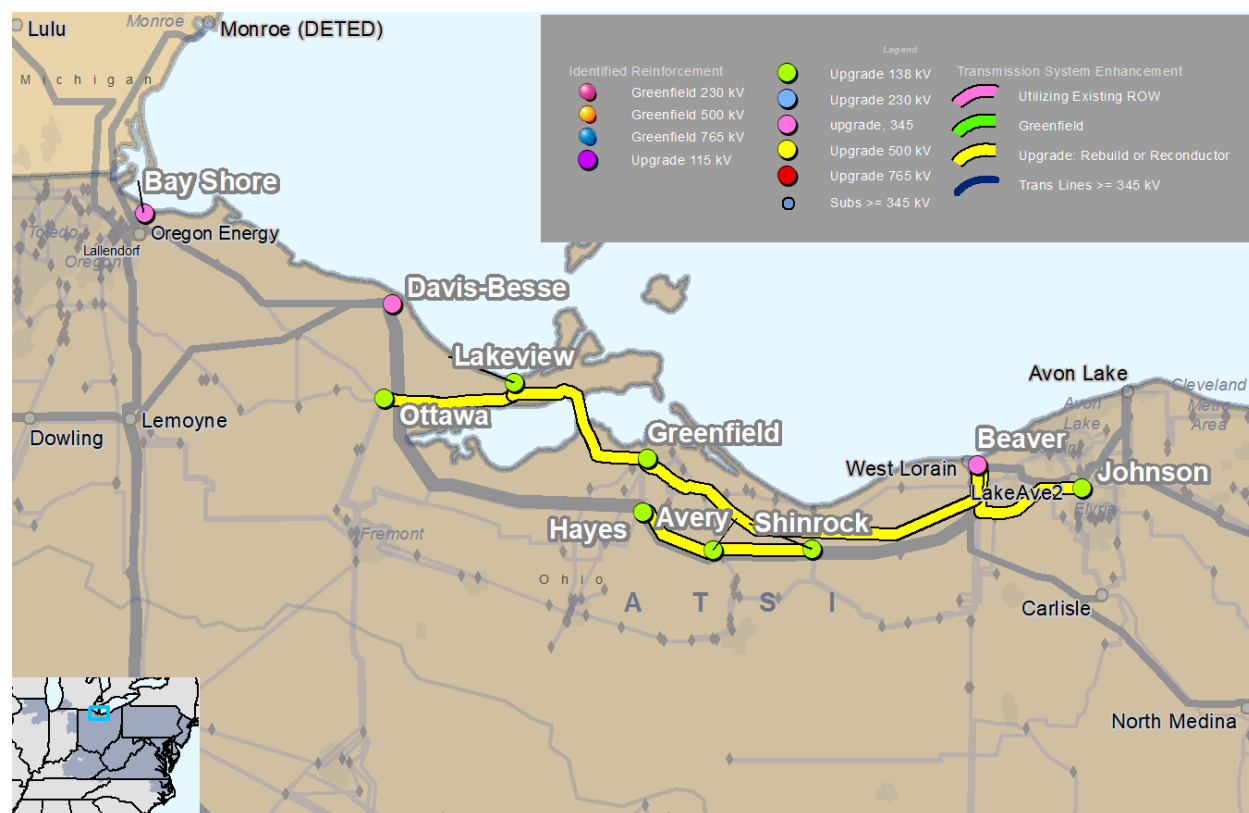 Lulu
Monroe
Monroe (DETED)
Michigan
Legend
Identified Reinforcement
Greenfield 230 kV
Greenfield 500 kV
Greenfield 765 kV
Upgrade 115 kV
Upgrade 138 kV
Upgrade 230 kV
upgrade, 345
Upgrade 500 kV
Upgrade 765 kV
Subs >= 345 kV
Transmission System Enhancement
Utilizing Existing ROW
Greenfield
Upgrade: Rebuild or Reconductor
Trans Lines >= 345 kV
Bay Shore
Toledo
Oregon Energy
Lallendorf
Oregon
Davis-Besse
Lakeview
Avon Lake
Cleveland
Metro
Area
Avon
Lake
Ottawa
Lemoyne
Dowling
Greenfield
Beaver
West Lorain
Johnson
LakeAve2
Elyria
Hayes
Avery
Shinrock
Fremont
Ohio
ATSI
Carlisle
North Medina